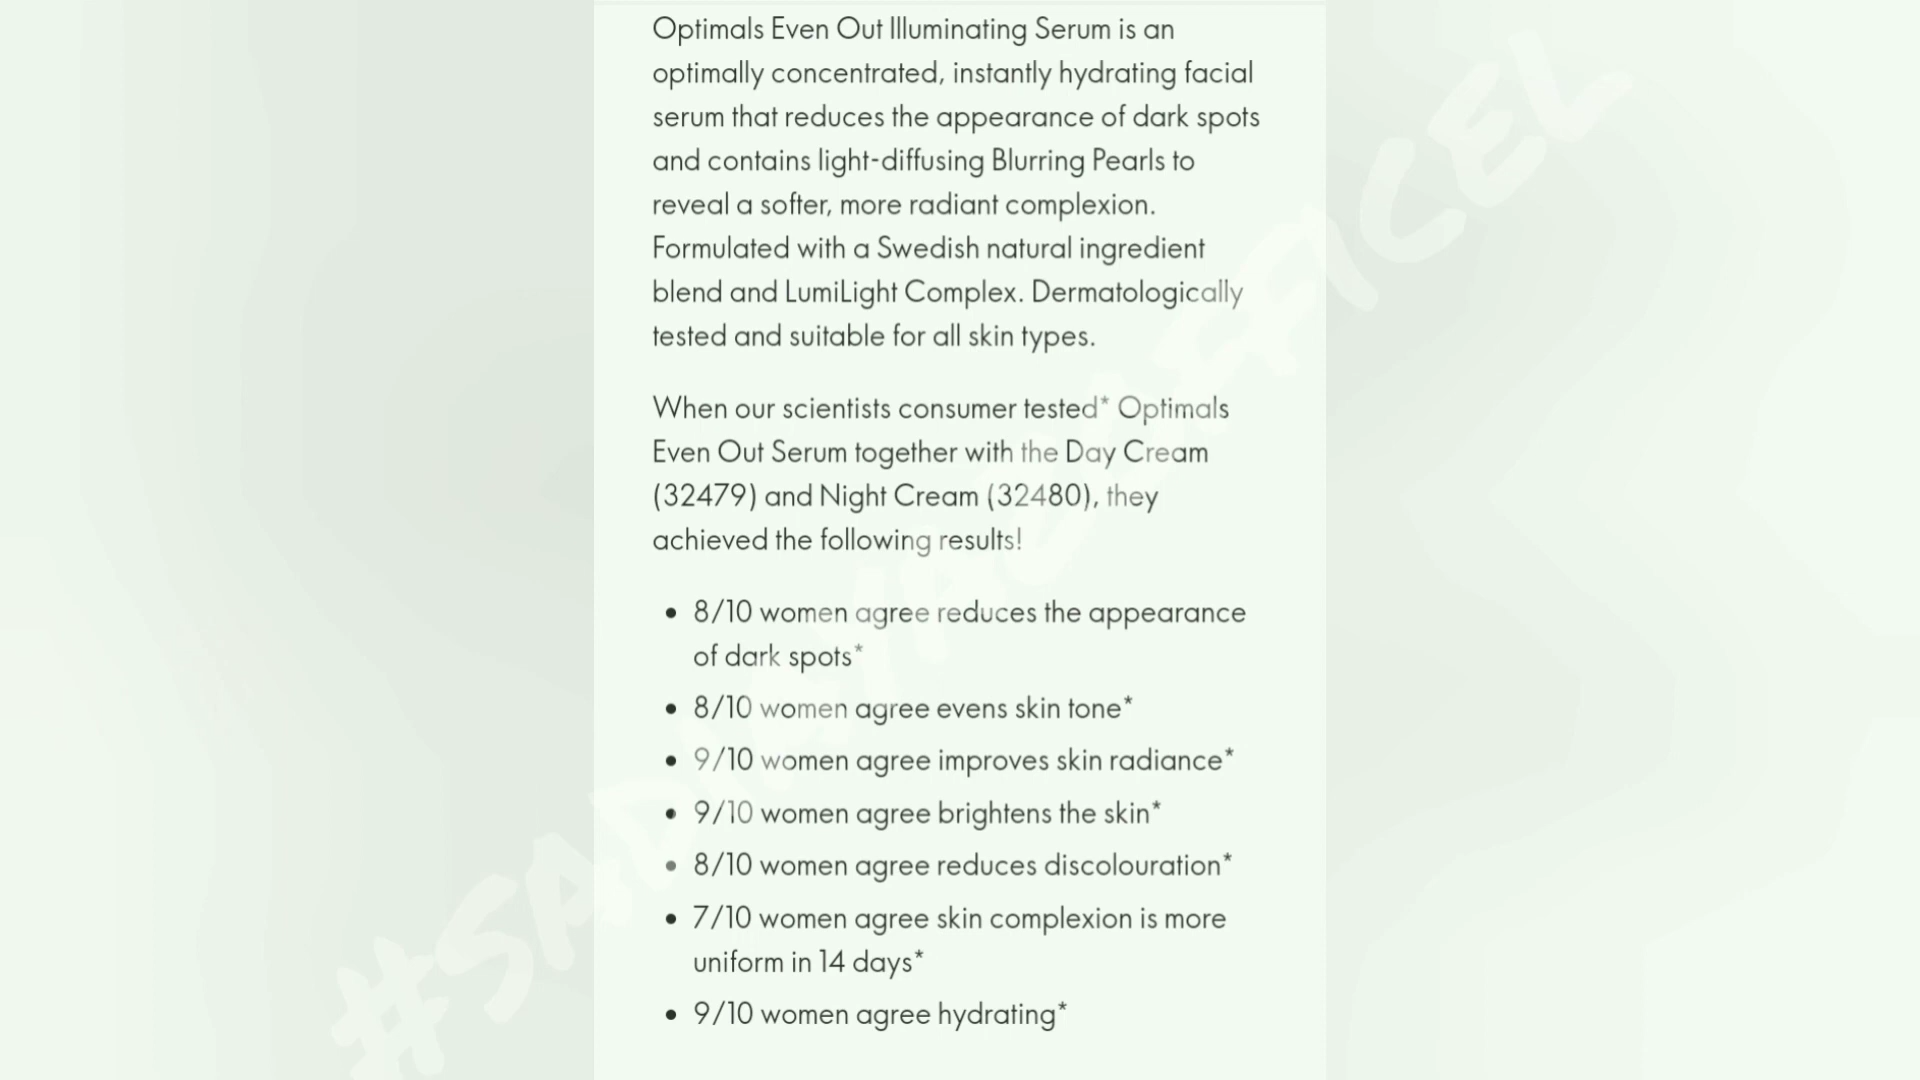 Optimals Even Out Illuminating Serum is an
optimally concentrated, instantly hydrating facial
serum that reduces the appearance of dark spots
and contains light-diffusing Blurring Pearls to
reveal a softer, more radiant complexion.
Formulated with a Swedish natural ingredient
blend and LumiLight Complex. Dermatologically
tested and suitable for all skin types.
When our scientists consumer tested* Optimals
Even Out Serum together with the Day Cream
(32479) and Night Cream (32480), they
achieved the following results!
• 8/10 women agree reduces the appearance
of dark spots*
• 8/10 women agree evens skin tone*
• 9/10 women agree improves skin radiance*
• 9/10 women agree brightens the skin*
• 8/10 women agree reduces discolouration*
• 7/10 women agree skin complexion is more
uniform in 14 days*
• 9/10 women agree hydrating*